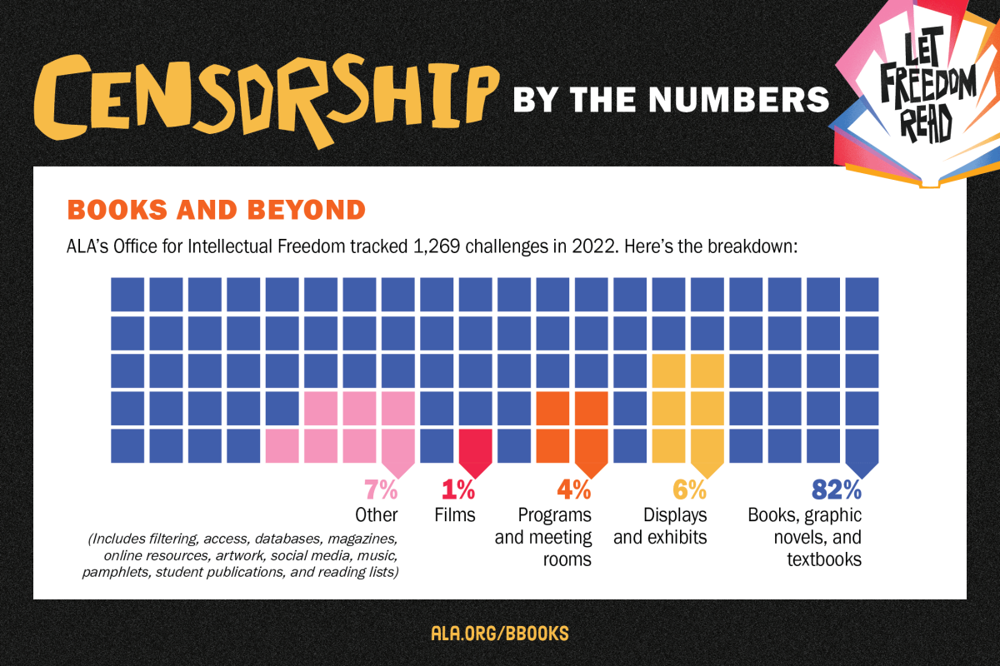 CENSORSHIP BY THE NUMBERS
LET
FREEDOM
READ
BOOKS AND BEYOND
ALA’s Office for Intellectual Freedom tracked 1,269 challenges in 2022. Here’s the breakdown:
7%
Other
(Includes filtering, access, databases, magazines,
online resources, artwork, social media, music,
pamphlets, student publications, and reading lists)
1%
Films
4%
Programs
and meeting
rooms
6%
Displays
and exhibits
82%
Books, graphic
novels, and
textbooks
ALA.ORG/BBOOKS